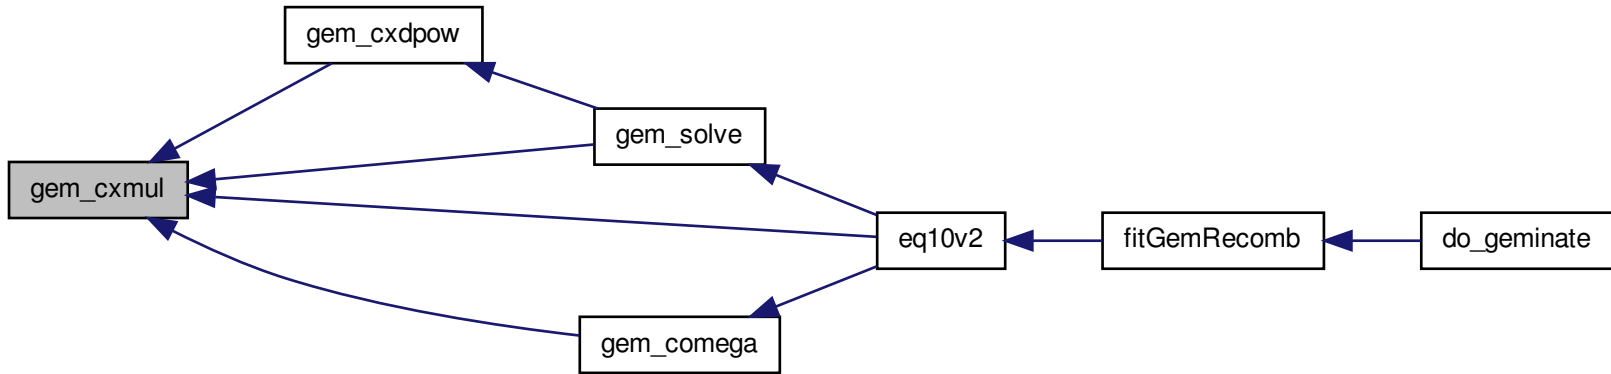 gem_cxdpow
gem_solve
gem_cxmul
eq10v2
fitGemRecomb
do_geminate
gem_comega